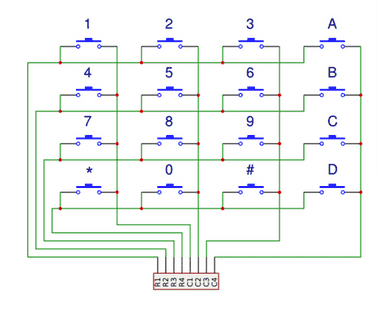 1 2 3 A
4 5 6 B
7 8 9 C
* 0 # D
R1 R2 R3 R4 C1 C2 C3 C4